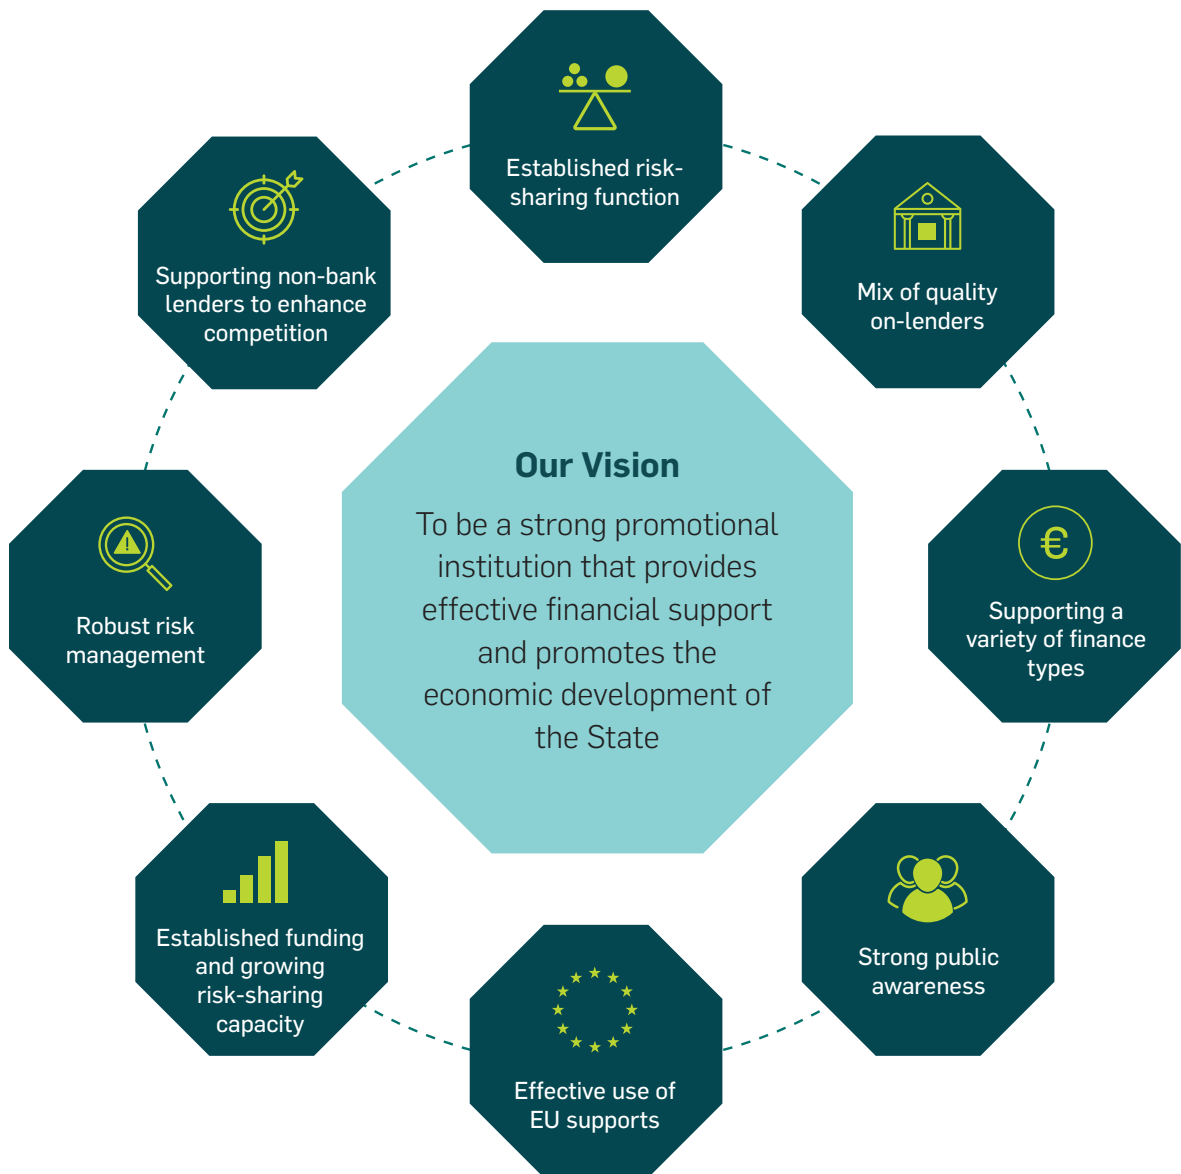 Established risk-
sharing function
Mix of quality
on-lenders
Supporting non-bank
lenders to enhance
competition
Our Vision
To be a strong promotional
institution that provides
effective financial support
and promotes the
economic development of
the State
€
Supporting a
variety of finance
types
!
Robust risk
management
Strong public
awareness
Established funding
and growing
risk-sharing
capacity
Effective use of
EU supports